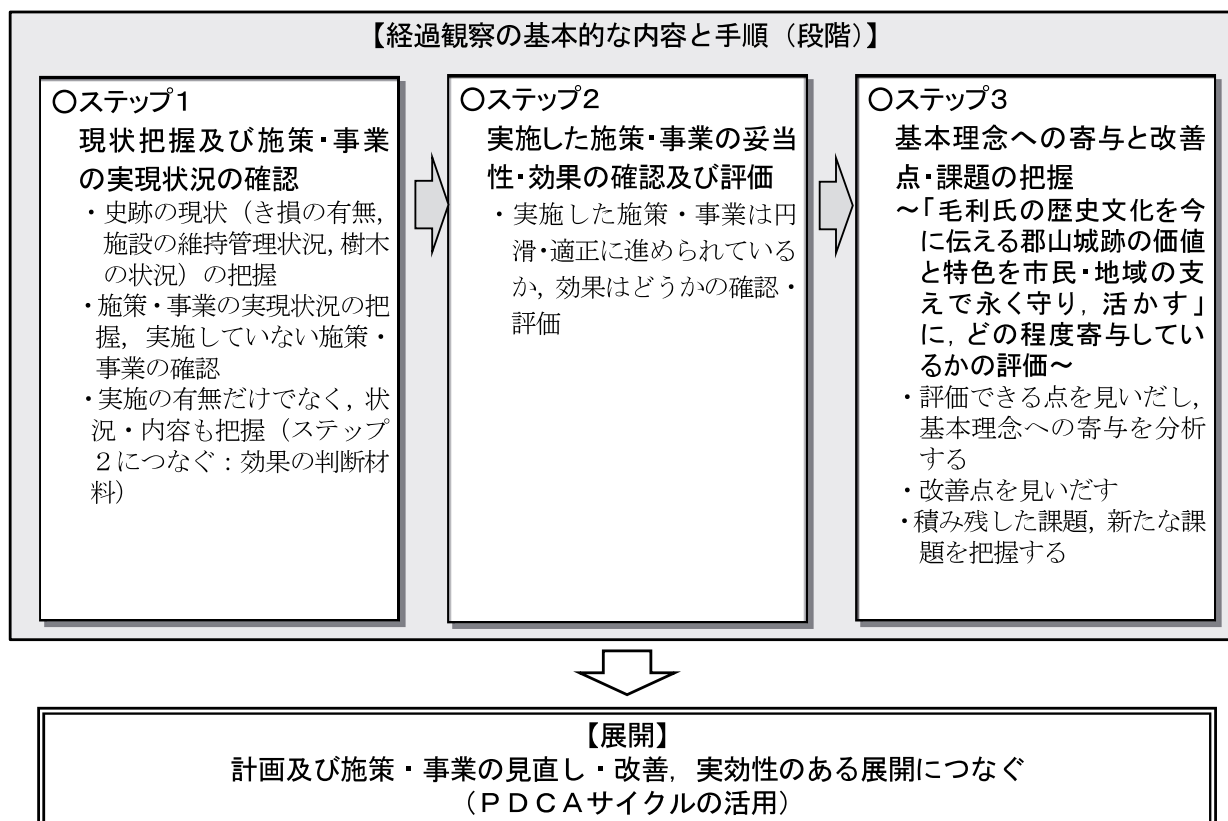 【経過観察の基本的な内容と手順（段階）】
○ステップ１
現状把握及び施策・事業
の実現状況の確認
・史跡の現状（き損の有無，
施設の維持管理状況，樹木
の状況）の把握
・施策・事業の実現状況の把
握，実施していない施策・
事業の確認
・実施の有無だけでなく，状
況・内容も把握（ステップ
２につなぐ：効果の判断材
料）
○ステップ２
実施した施策・事業の妥当
性・効果の確認及び評価
・実施した施策・事業は円
滑・適正に進められている
か，効果はどうかの確認・
評価
○ステップ３
基本理念への寄与と改善
点・課題の把握
～「毛利氏の歴史文化を今
に伝える郡山城跡の価値
と特色を市民・地域の支
えで永く守り，活かす」
に，どの程度寄与してい
るかの評価～
・評価できる点を見いだし，
基本理念への寄与を分析
する
・改善点を見いだす
・積み残した課題，新たな課
題を把握する
【展開】
計画及び施策・事業の見直し・改善，実効性のある展開につなぐ
（ＰＤＣＡサイクルの活用）